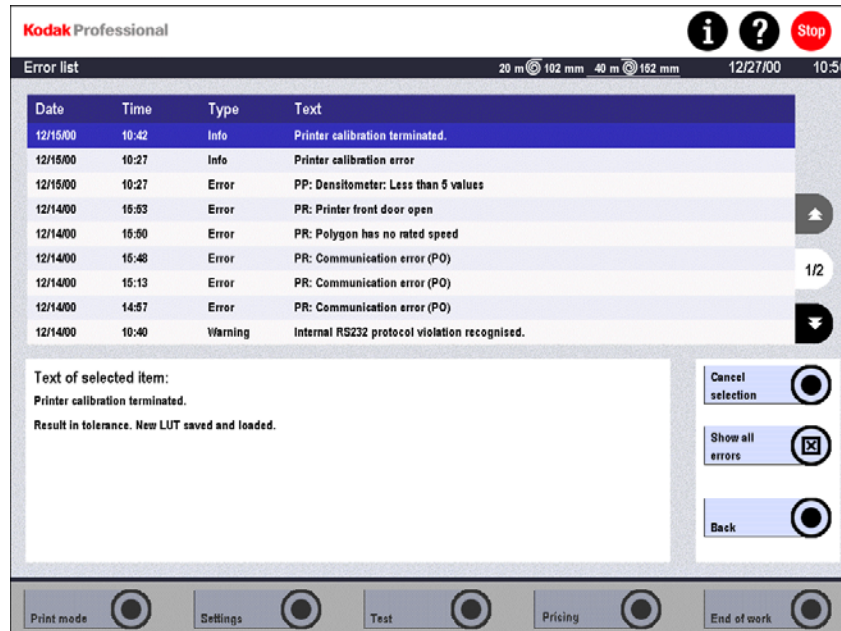 Kodak Professional
i ? Stop
Error list 20 m 102 mm 40 m 152 mm 12/27/00 10:5
Date Time Type Text
12/15/00 10:42 Info Printer calibration terminated.
12/15/00 10:27 Info Printer calibration error
12/15/00 10:27 Error PP: Densitometer: Less than 5 values
12/14/00 15:53 Error PR: Printer front door open
12/14/00 15:50 Error PR: Polygon has no rated speed
12/14/00 15:48 Error PR: Communication error (PO)
12/14/00 15:13 Error PR: Communication error (PO)
12/14/00 14:57 Error PR: Communication error (PO)
12/14/00 10:40 Warning Internal RS232 protocol violation recognised.
1/2
Text of selected item:
Printer calibration terminated.
Result in tolerance. New LUT saved and loaded.
Cancel
selection
Show all
errors
Back
Print mode Settings Test Pricing End of work